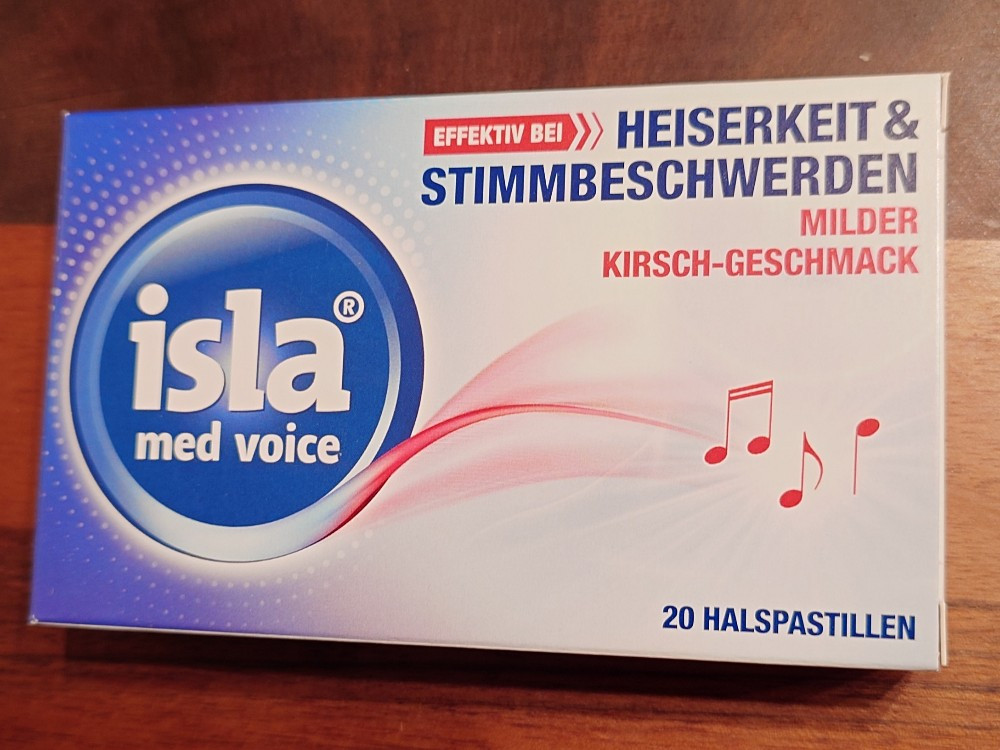 EFFEKTIV BEI HEISERKEIT &
STIMMBESCHWERDEN
MILDER
KIRSCH-GESCHMACK
isla®
med voice
20 HALSPASTILLEN